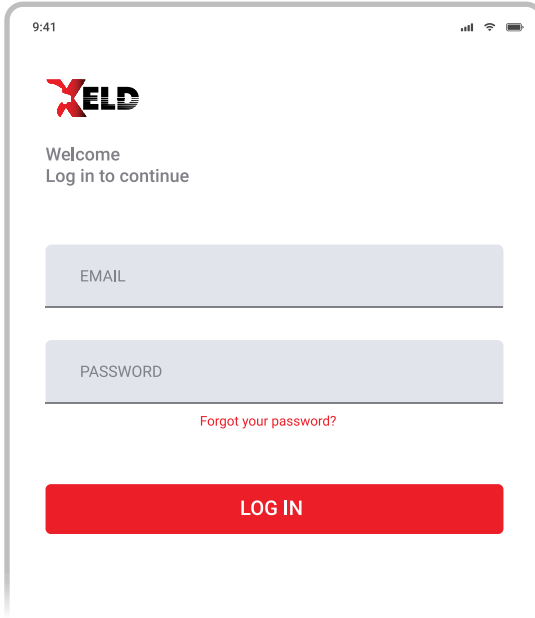 9:41
XELD
Welcome
Log in to continue
EMAIL
PASSWORD
Forgot your password?
LOG IN